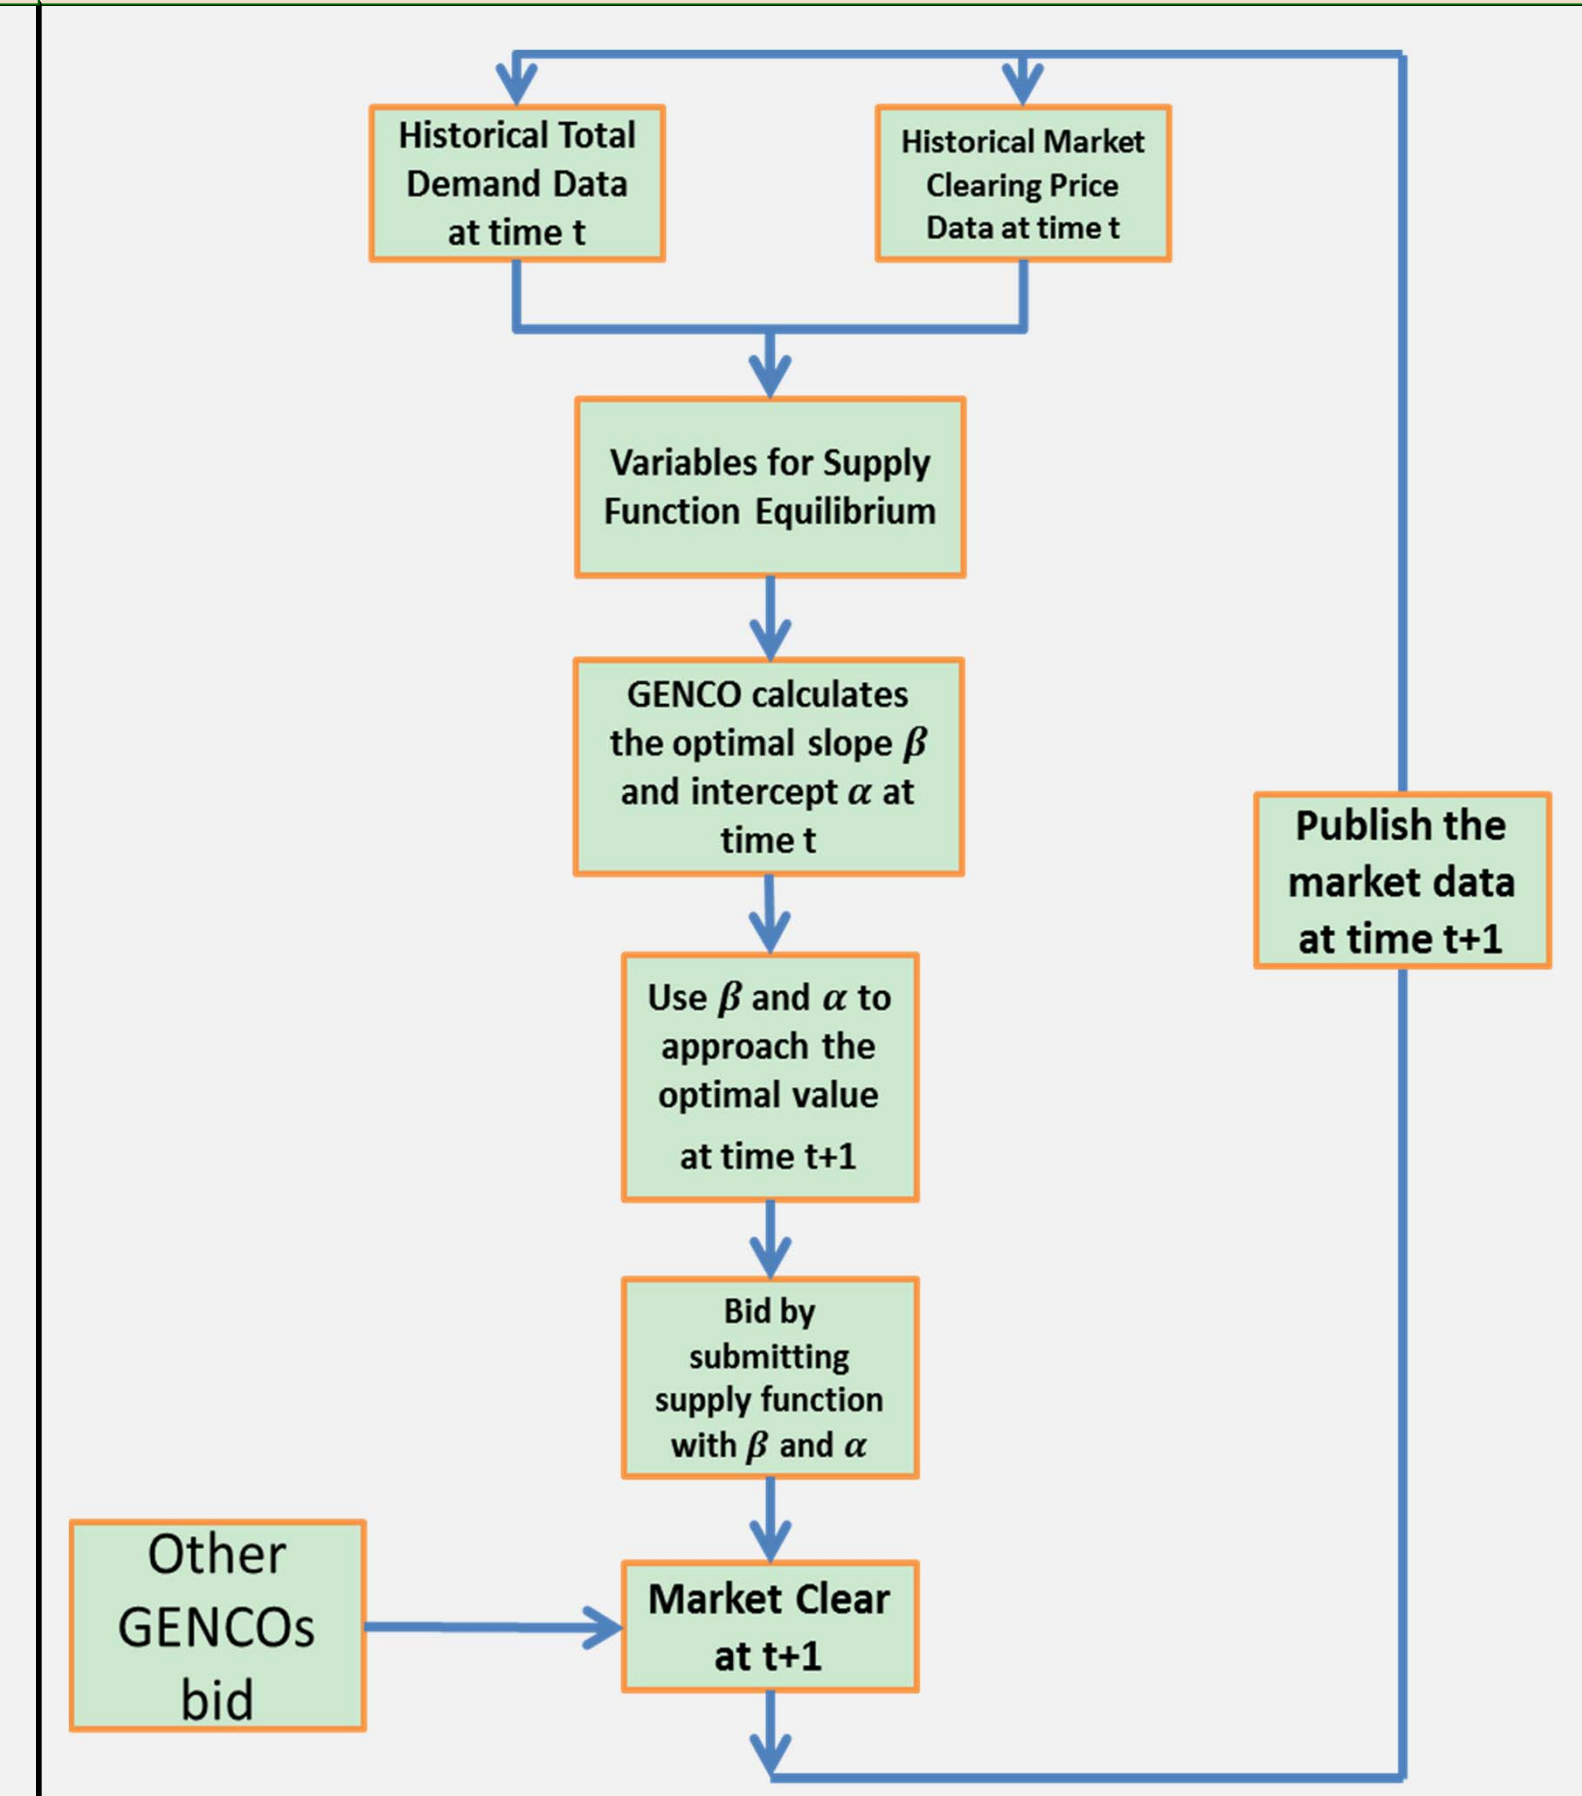 Historical Total
Demand Data
at time t
Historical Market
Clearing Price
Data at time t
Variables for Supply
Function Equilibrium
GENCO calculates
the optimal slope β
and intercept α at
time t
Publish the
market data
at time t+1
Use β and α to
approach the
optimal value
at time t+1
Bid by
submitting
supply function
with β and α
Other
GENCOs
bid
Market Clear
at t+1